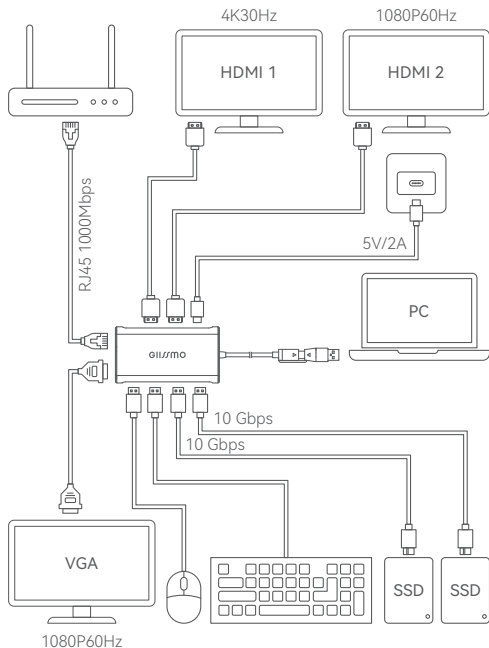 4K30Hz
1080P60Hz
HDMI 1
HDMI 2
RJ45 1000Mbps
5V/2A
PC
GIISSMO
10 Gbps
10 Gbps
VGA
SSD
SSD
1080P60Hz